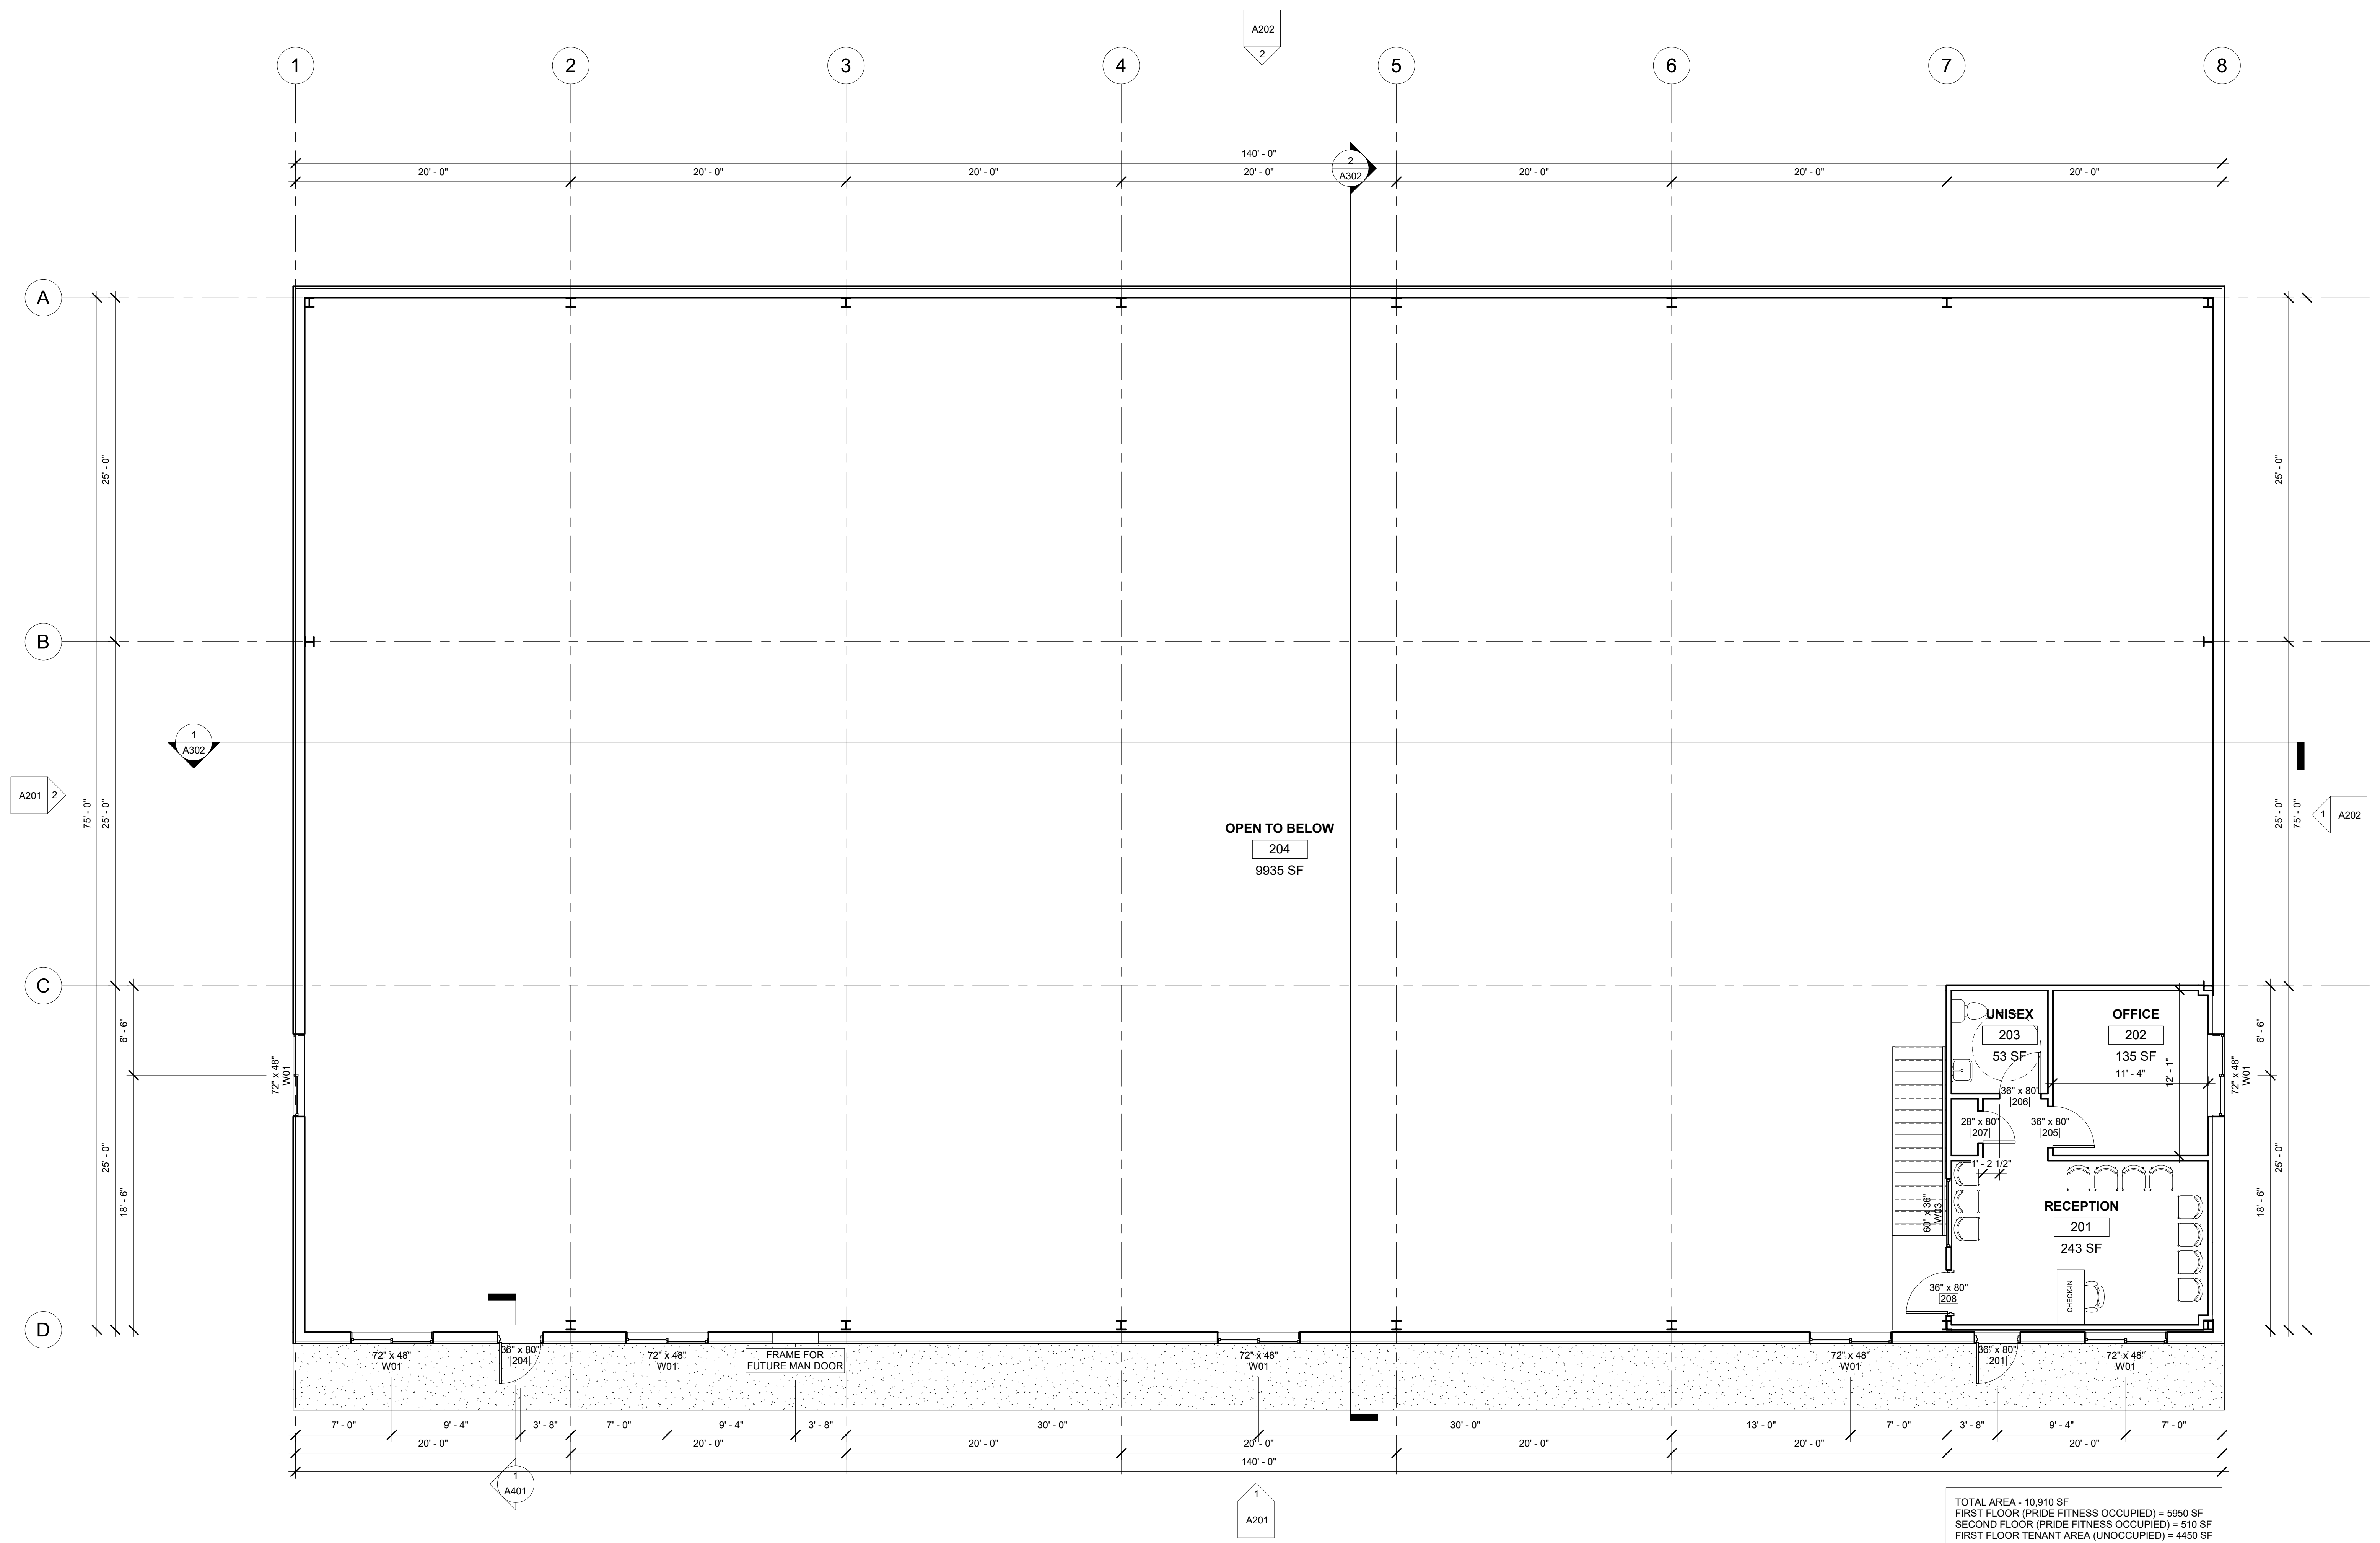 A202
2
1
2
3
4
5
6
7
8
140' - 0"
2
A302
20' - 0"
20' - 0"
20' - 0"
20' - 0"
20' - 0"
20' - 0"
20' - 0"
A
25' - 0"
25' - 0"
B
1
A302
A201
2
75' - 0"
25' - 0"
25' - 0"
75' - 0"
1
A202
OPEN TO BELOW
204
9935 SF
C
6' - 6"
72" x 48"
W01
UNISEX
203
53 SF
OFFICE
202
135 SF
11' - 4"
12' - 1"
72" x 48"
W01
6' - 6"
36" x 80"
206
28" x 80"
207
36" x 80"
205
1' - 2 1/2"
25' - 0"
18' - 6"
60" x 36"
W03
RECEPTION
201
243 SF
18' - 6"
25' - 0"
36" x 80"
208
CHECK-IN
D
72" x 48"
W01
36" x 80"
204
72" x 48"
W01
FRAME FOR
FUTURE MAN DOOR
72" x 48"
W01
72" x 48"
W01
36" x 80"
201
72" x 48"
W01
7' - 0"
9' - 4"
3' - 8"
7' - 0"
9' - 4"
3' - 8"
30' - 0"
30' - 0"
13' - 0"
7' - 0"
3' - 8"
9' - 4"
7' - 0"
20' - 0"
20' - 0"
20' - 0"
20' - 0"
20' - 0"
20' - 0"
20' - 0"
140' - 0"
1
A401
1
A201
TOTAL AREA - 10,910 SF
FIRST FLOOR (PRIDE FITNESS OCCUPIED) = 5950 SF
SECOND FLOOR (PRIDE FITNESS OCCUPIED) = 510 SF
FIRST FLOOR TENANT AREA (UNOCCUPIED) = 4450 SF